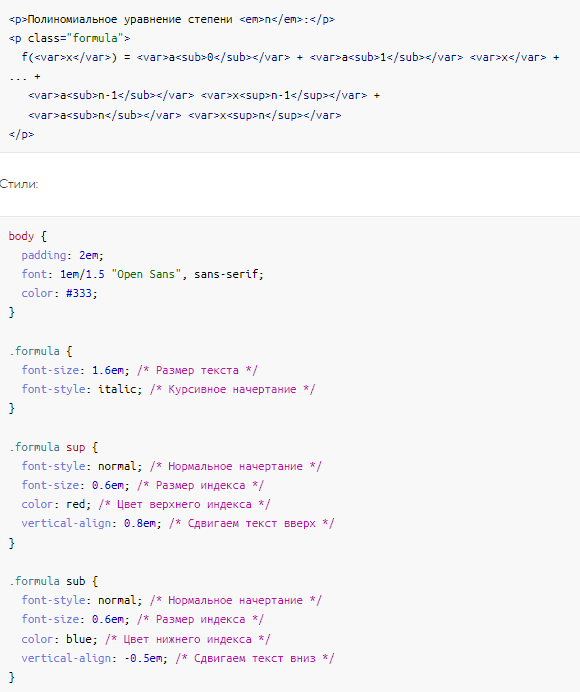 <p>Полиномиальное уравнение степени <em>n</em>:</p>
<p class="formula">
  f(<var>x</var>) = <var>a<sub>0</sub></var> + <var>a<sub>1</sub></var> <var>x</var> +
... +
   <var>a<sub>n-1</sub></var> <var>x<sup>n-1</sup></var> +
   <var>a<sub>n</sub></var> <var>x<sup>n</sup></var>
</p>
Стили:
body {
  padding: 2em;
  font: 1em/1.5 "Open Sans", sans-serif;
  color: #333;
}
.formula {
  font-size: 1.6em; /* Размер текста */
  font-style: italic; /* Курсивное начертание */
}
.formula sup {
  font-style: normal; /* Нормальное начертание */
  font-size: 0.6em; /* Размер индекса */
  color: red; /* Цвет верхнего индекса */
  vertical-align: 0.8em; /* Сдвигаем текст вверх */
}
.formula sub {
  font-style: normal; /* Нормальное начертание */
  font-size: 0.6em; /* Размер индекса */
  color: blue; /* Цвет нижнего индекса */
  vertical-align: -0.5em; /* Сдвигаем текст вниз */
}